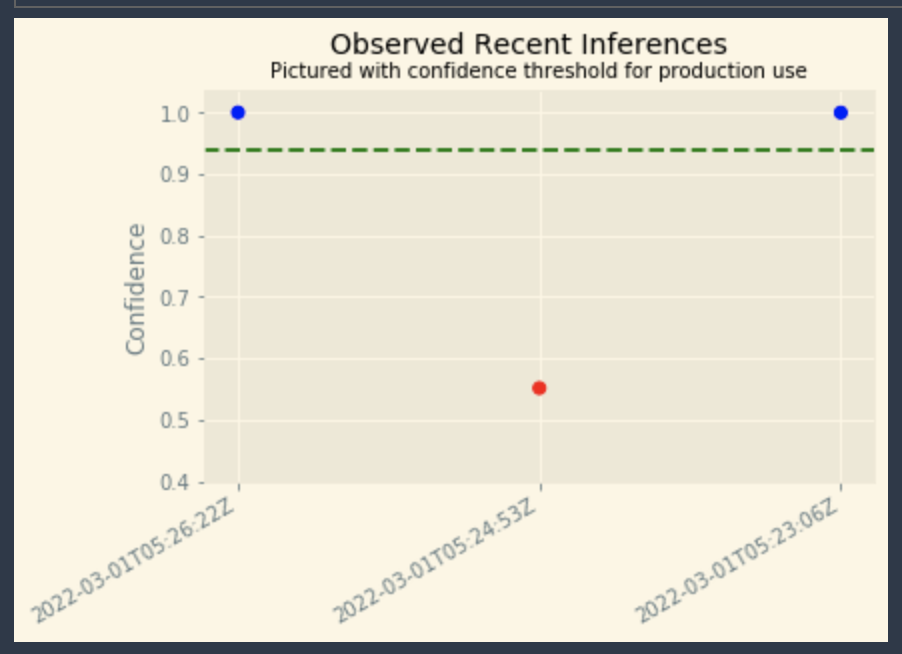 Observed Recent Inferences
Pictured with confidence threshold for production use
Confidence
1.0
0.9
0.8
0.7
0.6
0.5
0.4
2022-03-01T05:26:22Z
2022-03-01T05:24:53Z
2022-03-01T05:23:06Z